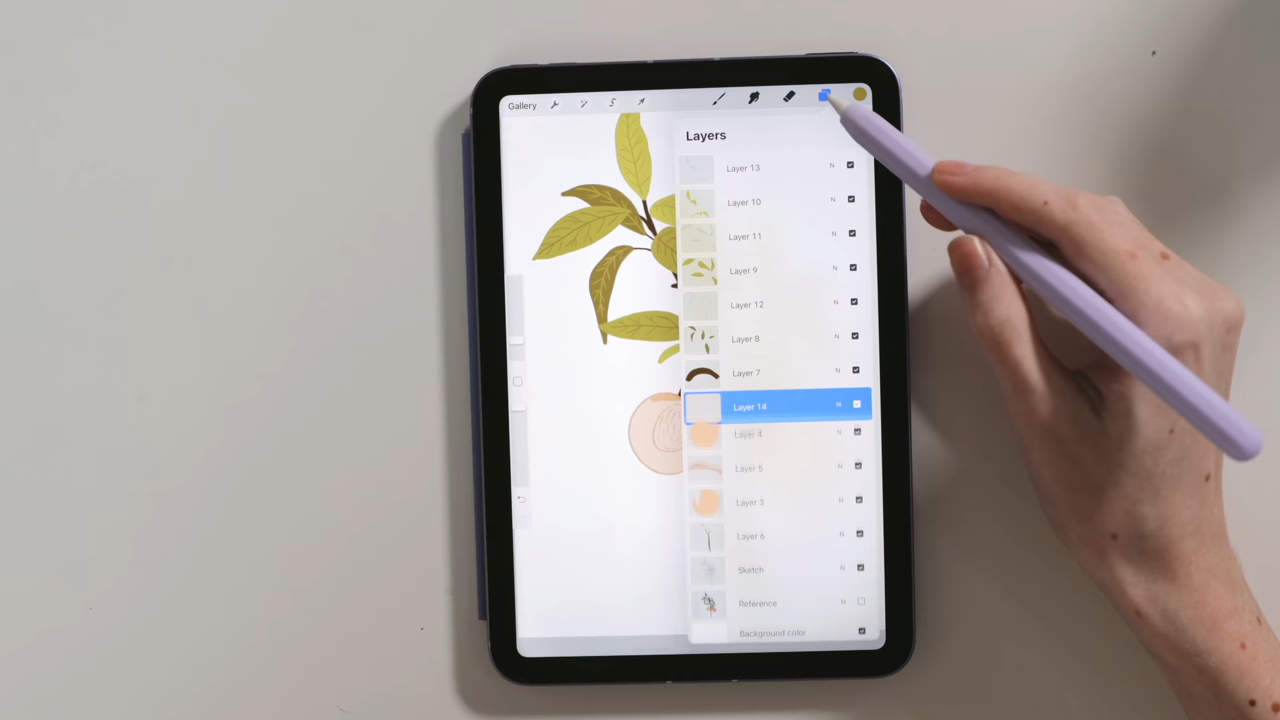 Gallery
Layers
Layer 13 N
Layer 10 N
Layer 11 N
Layer 9 N
Layer 12 N
Layer 8 N
Layer 7 N
Layer 14 N
Layer 4
Layer 5 N
Layer 3 N
Layer 6 N
Sketch N
Reference N
Background color